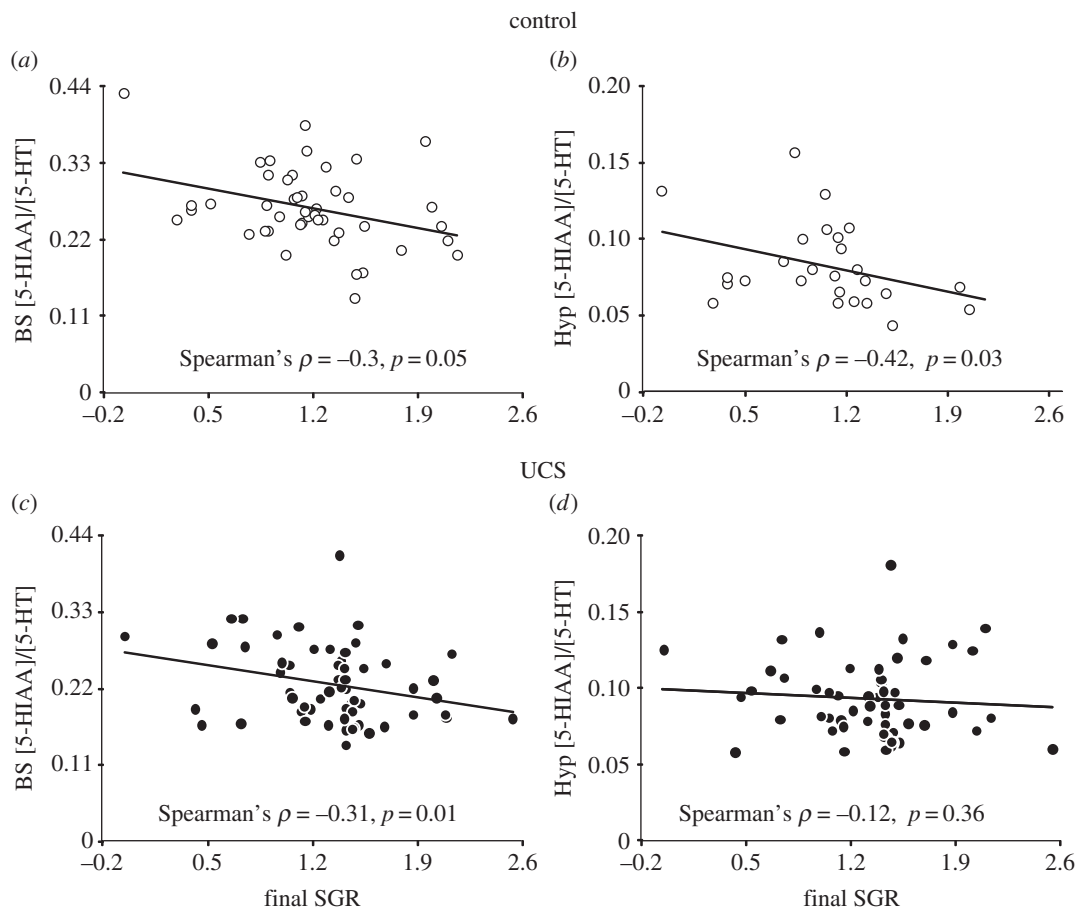 control
(a)
(b)
BS [5-HIAA]/[5-HT]
0.44
0.33
0.22
0.11
0
Spearman's ρ = –0.3, p = 0.05
–0.2 0.5 1.2 1.9 2.6
Hyp [5-HIAA]/[5-HT]
0.20
0.15
0.10
0.05
0
Spearman's ρ = –0.42, p = 0.03
–0.2 0.5 1.2 1.9 2.6
UCS
(c)
(d)
BS [5-HIAA]/[5-HT]
0.44
0.33
0.22
0.11
0
Spearman's ρ = –0.31, p = 0.01
–0.2 0.5 1.2 1.9 2.6
final SGR
Hyp [5-HIAA]/[5-HT]
0.20
0.15
0.10
0.05
0
Spearman's ρ = –0.12, p = 0.36
–0.2 0.5 1.2 1.9 2.6
final SGR